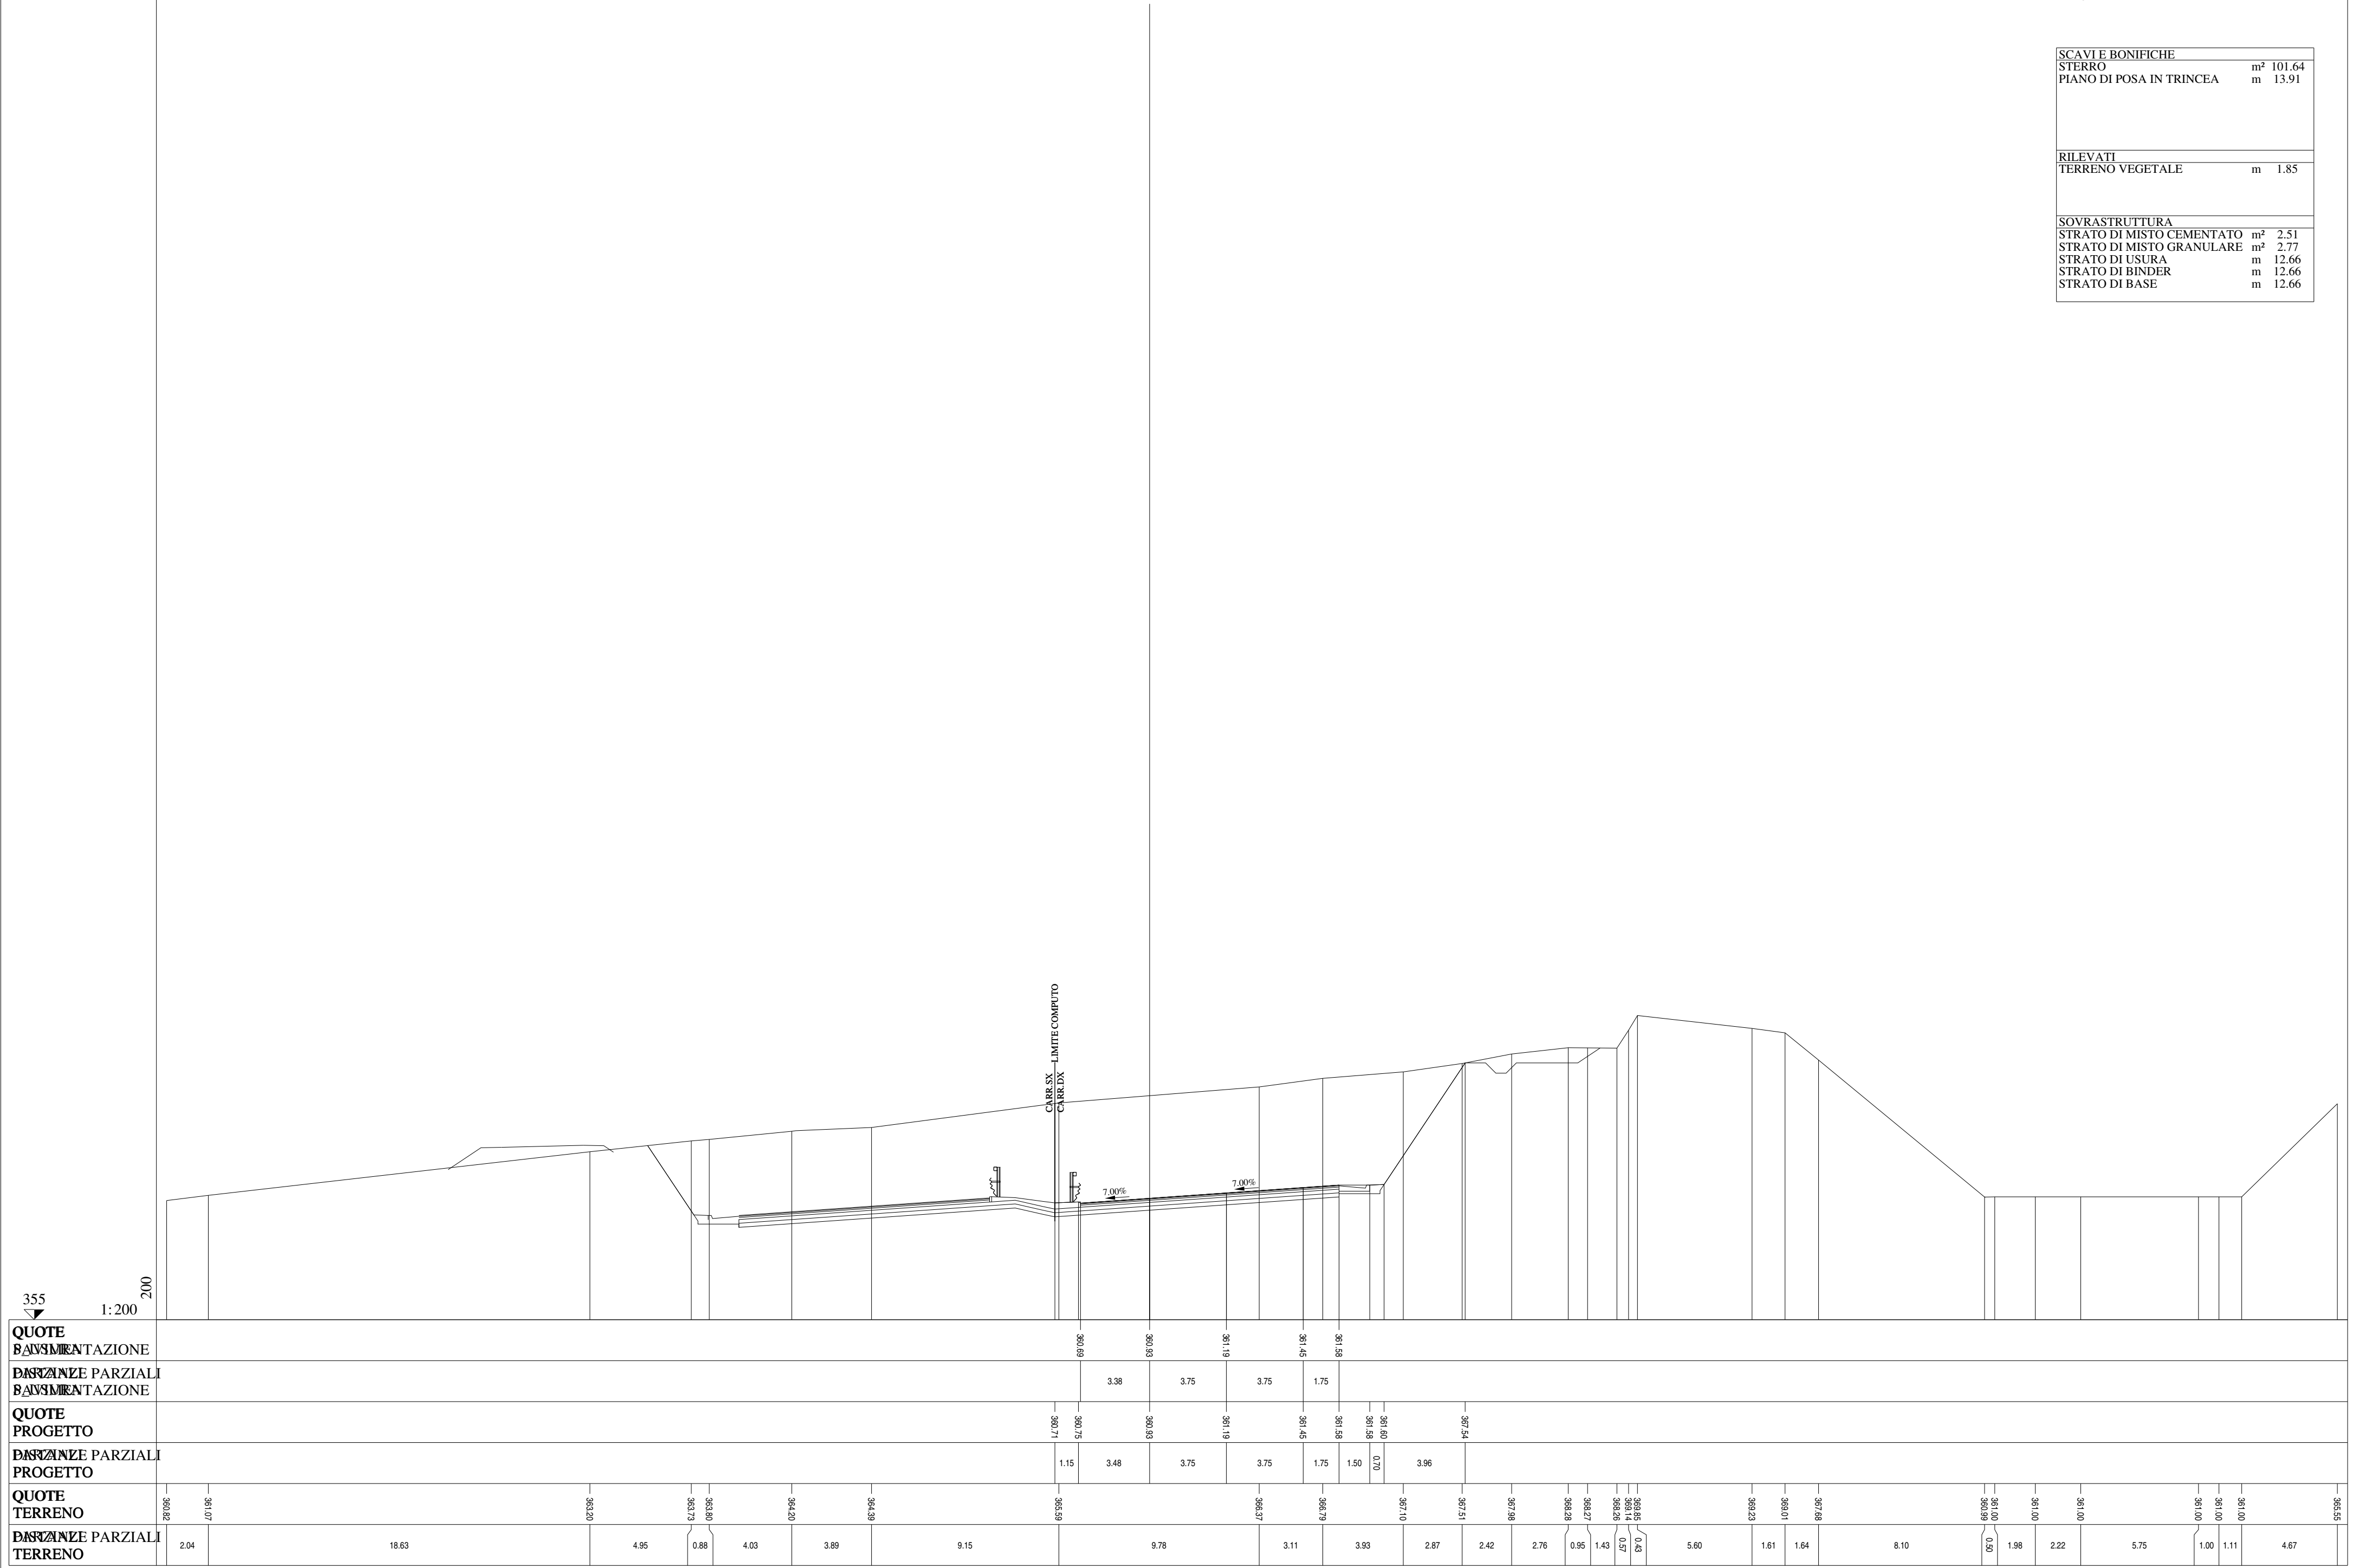 SCAVI E BONIFICHE
STERRO m² 101.64
PIANO DI POSA IN TRINCEA m 13.91
RILEVATI
TERRENO VEGETALE m 1.85
SOVRASTRUTTURA
STRATO DI MISTO CEMENTATO m² 2.51
STRATO DI MISTO GRANULARE m² 2.77
STRATO DI USURA m 12.66
STRATO DI BINDER m 12.66
STRATO DI BASE m 12.66
LIMITE COMPUTO
CARR.SX
CARR.DX
7.00%
7.00%
355
1:200
200
QUOTE
PAVIMENTAZIONE
360.69 360.93 361.19 361.45 361.58
DISTANZE PARZIALI
PAVIMENTAZIONE
3.38 3.75 3.75 1.75
QUOTE
PROGETTO
360.71 360.75 360.93 361.19 361.45 361.58 361.58 361.60 367.54
DISTANZE PARZIALI
PROGETTO
1.15 3.48 3.75 3.75 1.75 1.50 0.70 3.96
QUOTE
TERRENO
360.82 361.07 363.20 363.73 363.80 364.20 364.39 365.59 366.37 366.79 367.10 367.51 367.98 368.28 368.27 368.26 369.14 369.85 369.23 369.01 367.68 360.99 361.00 361.00 361.00 361.00 361.00 361.00 365.55
DISTANZE PARZIALI
TERRENO
2.04 18.63 4.95 0.88 4.03 3.89 9.15 9.78 3.11 3.93 2.87 2.42 2.76 0.95 1.43 0.57 0.43 5.60 1.61 1.64 8.10 0.50 1.98 2.22 5.75 1.00 1.11 4.67